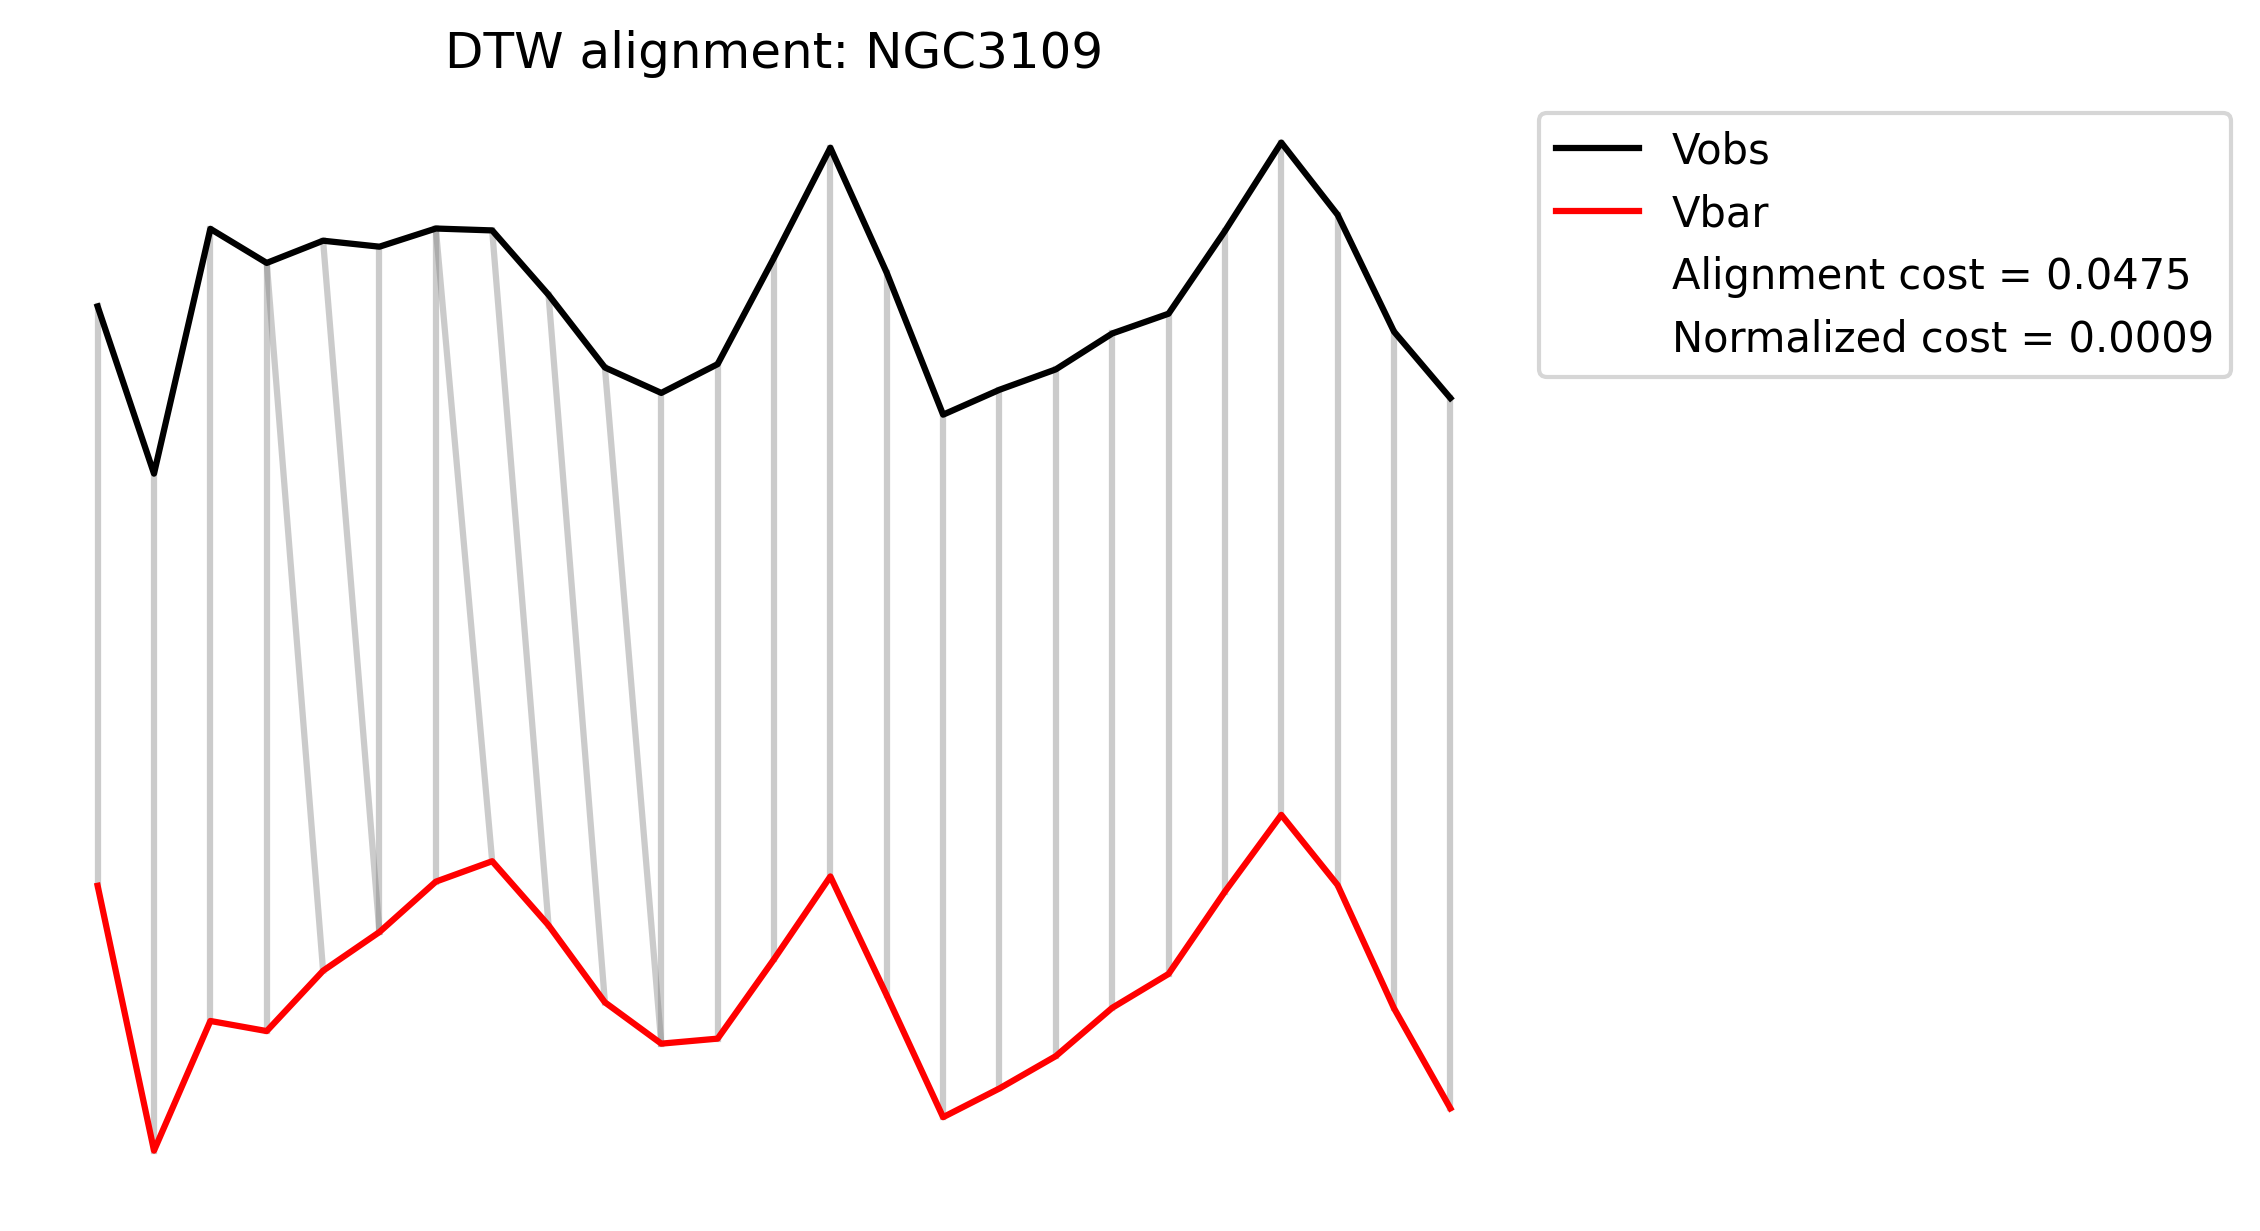 DTW alignment: NGC3109
Vobs
Vbar
Alignment cost = 0.0475
Normalized cost = 0.0009